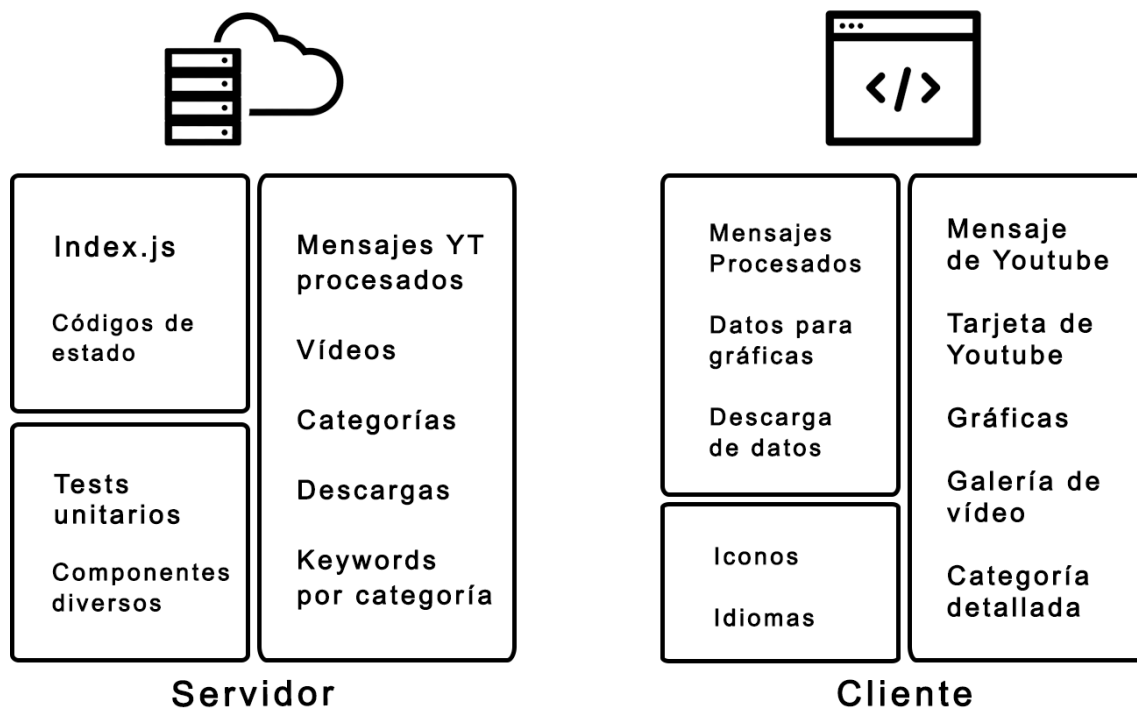 </>
Index.js
Códigos de
estado
Tests
unitarios
Componentes
diversos
Mensajes YT
procesados
Vídeos
Categorías
Descargas
Keywords
por categoría
Servidor
Mensajes
Procesados
Datos para
gráficas
Descarga
de datos
Iconos
Idiomas
Mensaje
de Youtube
Tarjeta de
Youtube
Gráficas
Galería de
vídeo
Categoría
detallada
Cliente